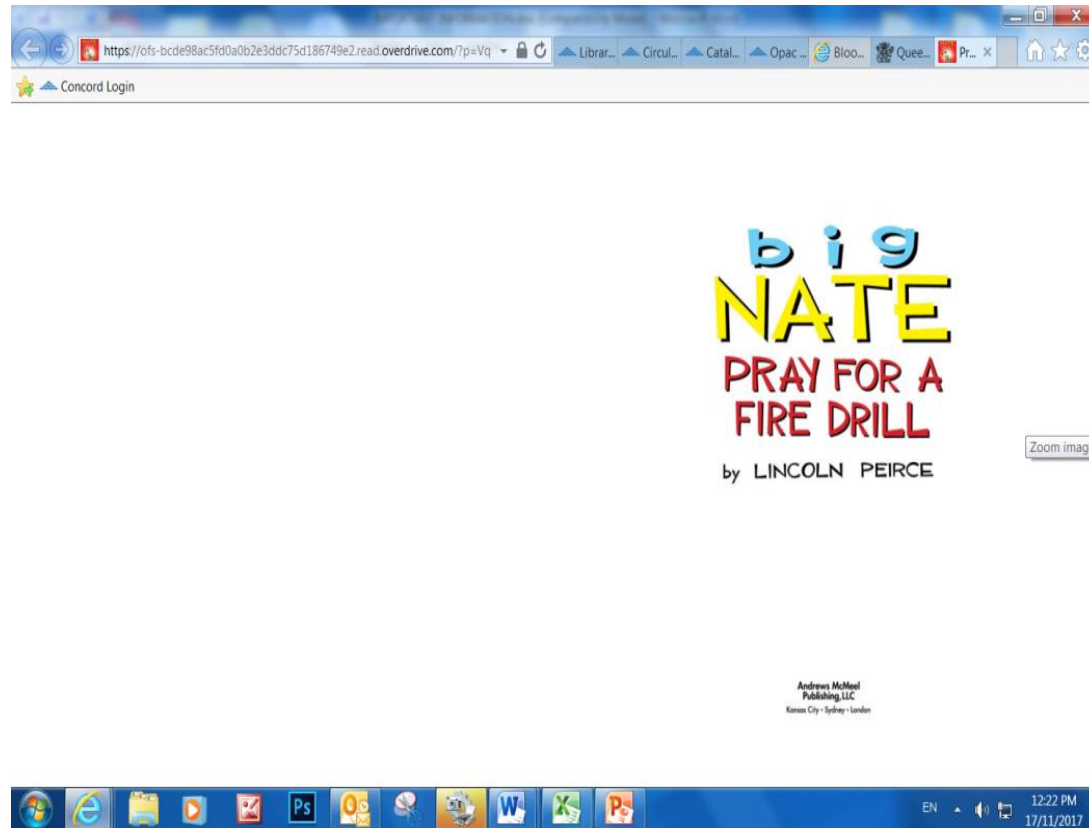 https://ofs-bcde98ac5fd0a0b2e3ddc75d186749e2.read.overdrive.com/?p=Vq
Librar... Circul... Catal... Opac ... Bloo... Quee... Pr...
Concord Login
big
NATE
PRAY FOR A
FIRE DRILL
by LINCOLN PEIRCE
Zoom imag
Andrews McMeel
Publishing, LLC
Kansas City • Sydney • London
Ps W X P
EN 12:22 PM
17/11/2017